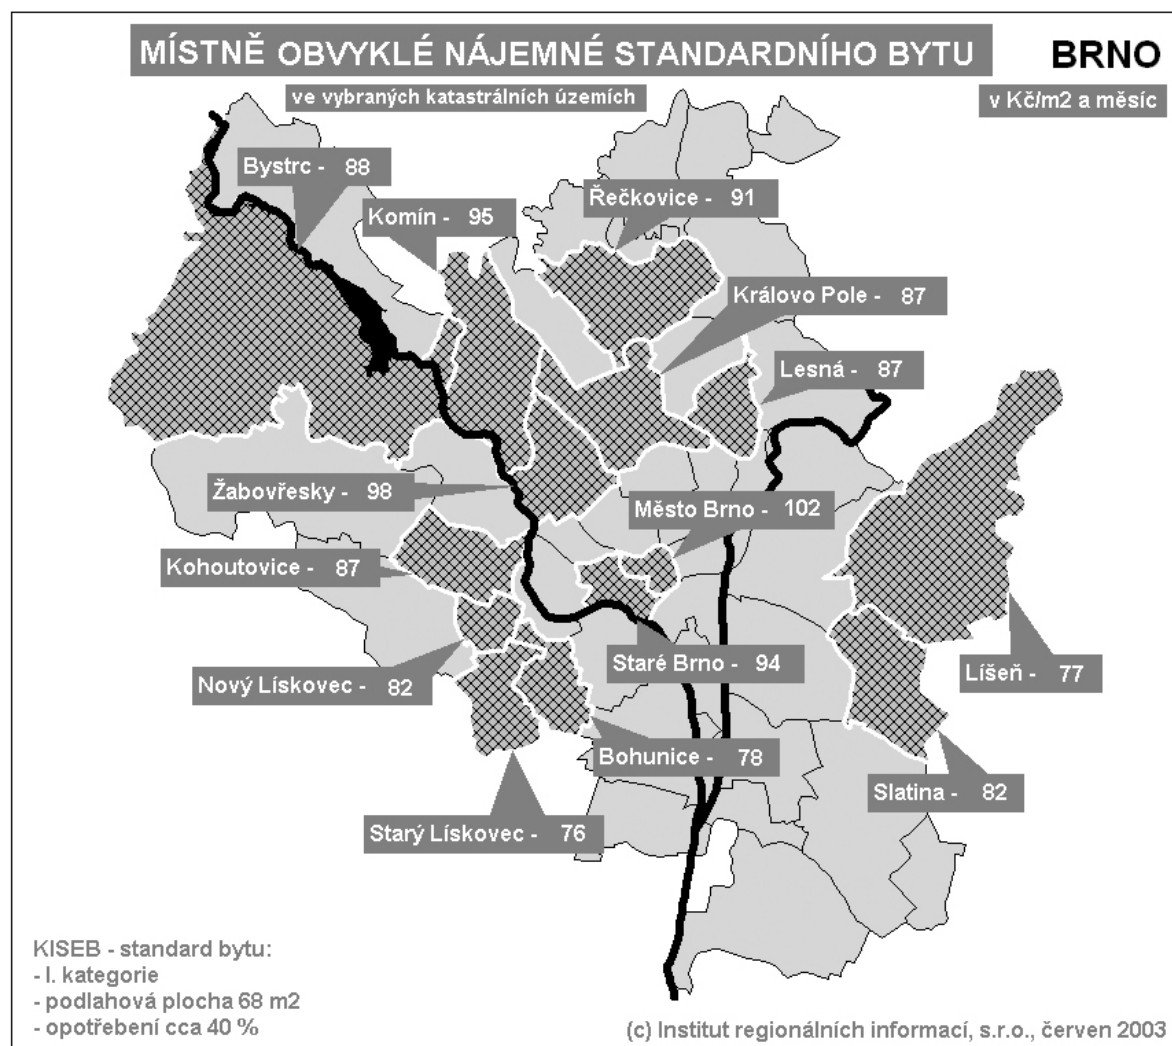 MÍSTNĚ OBVYKLÉ NÁJEMNÉ STANDARDNÍHO BYTU
BRNO
ve vybraných katastrálních územích
v Kč/m2 a měsíc
Bystrc - 88
Komín - 95
Řečkovice - 91
Královo Pole - 87
Lesná - 87
Žabovřesky - 98
Město Brno - 102
Kohoutovice - 87
Staré Brno - 94
Líšeň - 77
Nový Lískovec - 82
Bohunice - 78
Slatina - 82
Starý Lískovec - 76
KISEB - standard bytu:
- I. kategorie
- podlahová plocha 68 m2
- opotřebení cca 40 %
(c) Institut regionálních informací, s.r.o., červen 2003